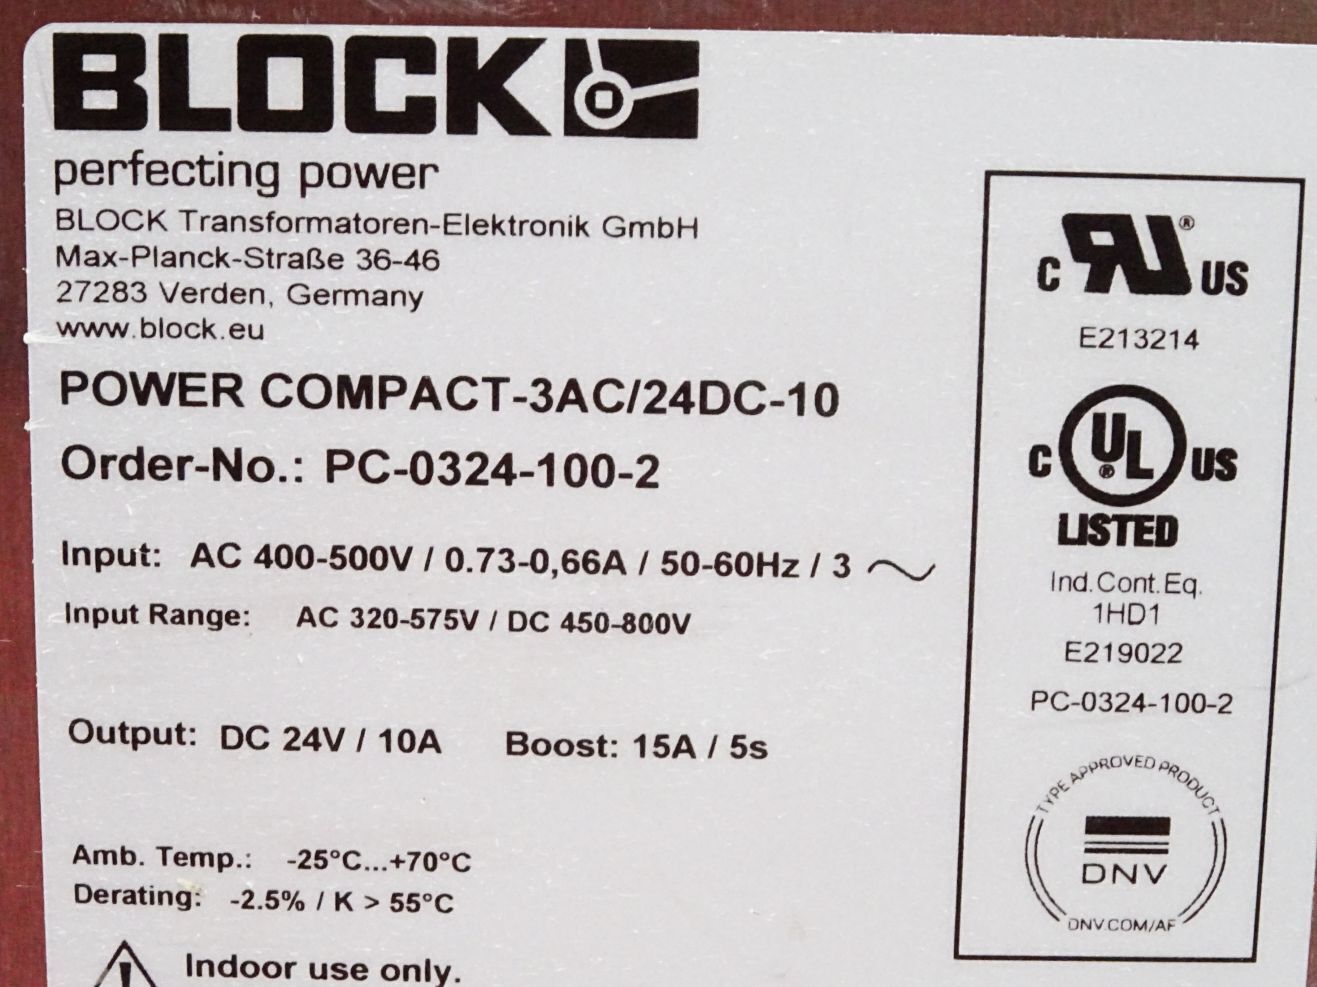 BLOCK
perfecting power
BLOCK Transformatoren-Elektronik GmbH
Max-Planck-Straße 36-46
27283 Verden, Germany
www.block.eu
POWER COMPACT-3AC/24DC-10
Order-No.: PC-0324-100-2
Input: AC 400-500V / 0.73-0,66A / 50-60Hz / 3 ~
Input Range: AC 320-575V / DC 450-800V
Output: DC 24V / 10A Boost: 15A / 5s
Amb. Temp.: -25°C...+70°C
Derating: -2.5% / K > 55°C
Indoor use only.
C RU® US
E213214
C UL® US
LISTED
Ind.Cont.Eq.
1HD1
E219022
PC-0324-100-2
TYPE APPROVED PRODUCT
DNV
DNV.COM/AF